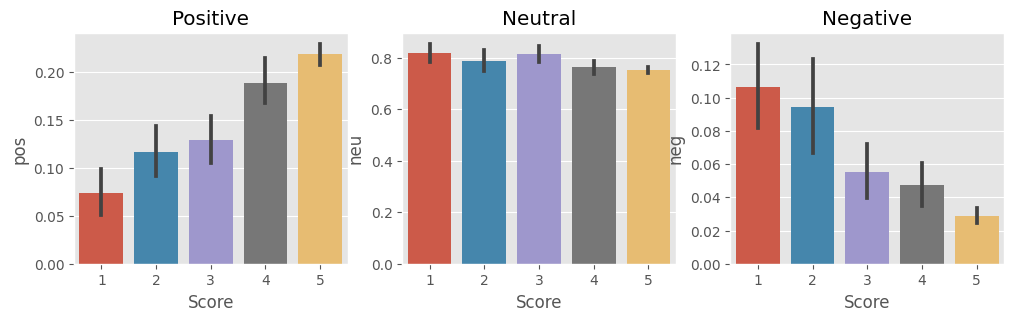 Positive
Neutral
Negative
pos
0.20
0.15
0.10
0.05
0.00
1 2 3 4 5
Score
neu
0.8
0.6
0.4
0.2
0.0
1 2 3 4 5
Score
neg
0.12
0.10
0.08
0.06
0.04
0.02
0.00
1 2 3 4 5
Score